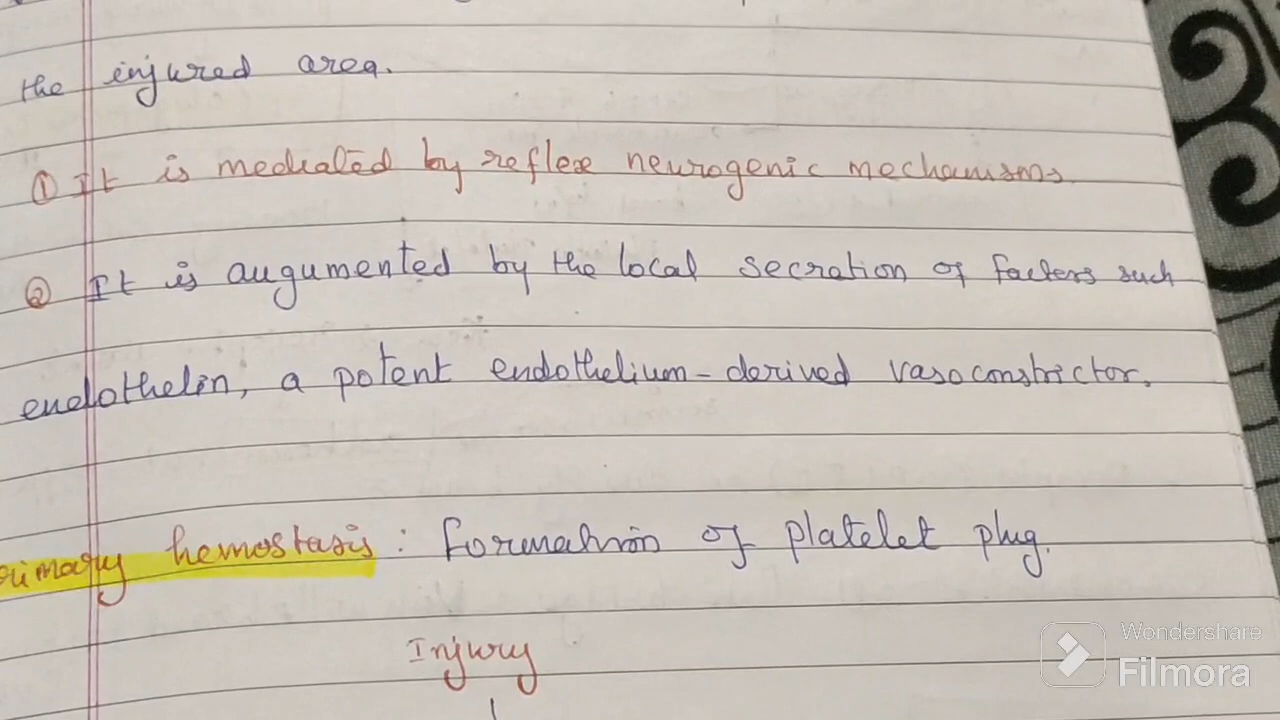 the injured area.
① It is mediated by reflex neurogenic mechanisms.
② It is augumented by the local secration of factors such
endothelin, a potent endothelium-derived vasoconstrictor.
rimary hemostasis: formation of platelet plug.
Injury
Wondershare
Filmora